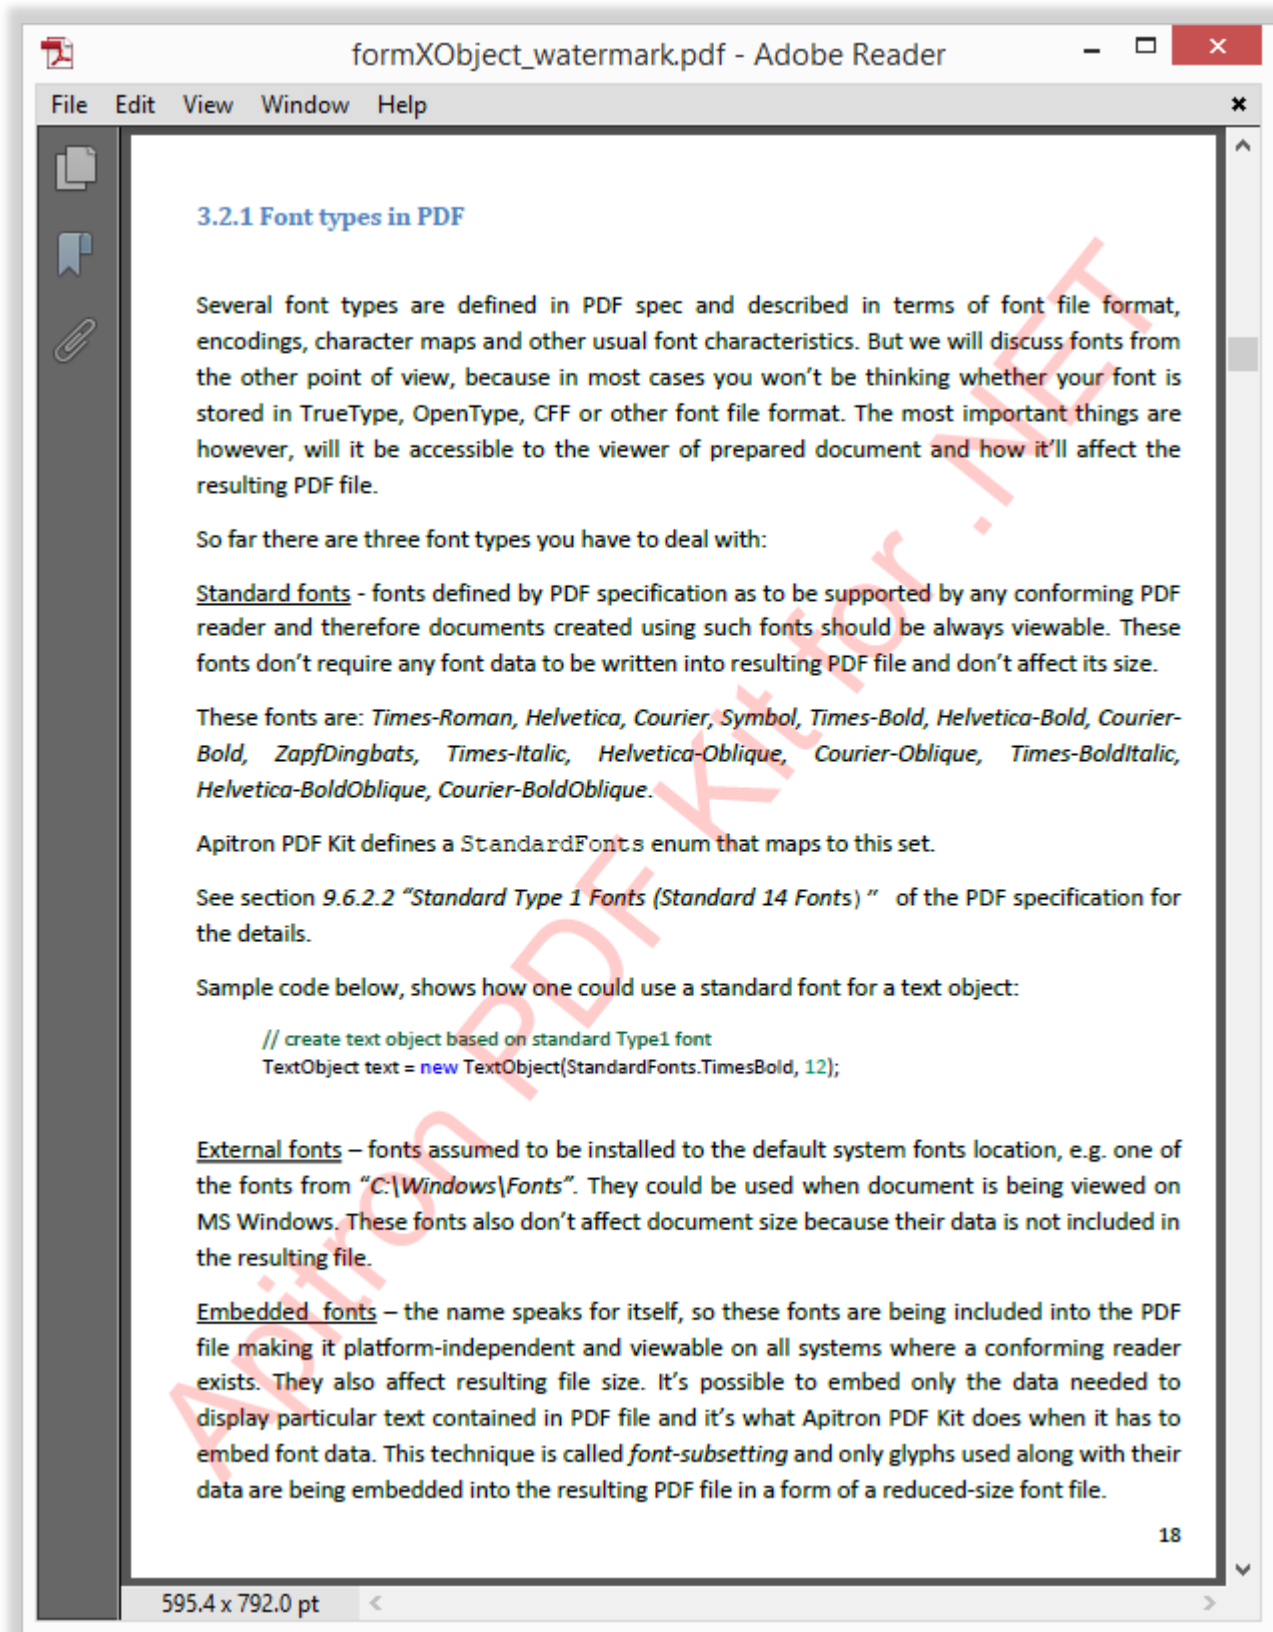 formXObject_watermark.pdf - Adobe Reader
File Edit View Window Help
3.2.1 Font types in PDF
Several font types are defined in PDF spec and described in terms of font file format,
encodings, character maps and other usual font characteristics. But we will discuss fonts from
the other point of view, because in most cases you won't be thinking whether your font is
stored in TrueType, OpenType, CFF or other font file format. The most important things are
however, will it be accessible to the viewer of prepared document and how it'll affect the
resulting PDF file.
So far there are three font types you have to deal with:
Standard fonts - fonts defined by PDF specification as to be supported by any conforming PDF
reader and therefore documents created using such fonts should be always viewable. These
fonts don't require any font data to be written into resulting PDF file and don't affect its size.
These fonts are: Times-Roman, Helvetica, Courier, Symbol, Times-Bold, Helvetica-Bold, Courier-
Bold, ZapfDingbats, Times-Italic, Helvetica-Oblique, Courier-Oblique, Times-BoldItalic,
Helvetica-BoldOblique, Courier-BoldOblique.
Apitron PDF Kit defines a StandardFonts enum that maps to this set.
See section 9.6.2.2 “Standard Type 1 Fonts (Standard 14 Fonts) ” of the PDF specification for
the details.
Sample code below, shows how one could use a standard font for a text object:
// create text object based on standard Type1 font
TextObject text = new TextObject(StandardFonts.TimesBold, 12);
External fonts – fonts assumed to be installed to the default system fonts location, e.g. one of
the fonts from “C:\Windows\Fonts”. They could be used when document is being viewed on
MS Windows. These fonts also don't affect document size because their data is not included in
the resulting file.
Embedded fonts – the name speaks for itself, so these fonts are being included into the PDF
file making it platform-independent and viewable on all systems where a conforming reader
exists. They also affect resulting file size. It's possible to embed only the data needed to
display particular text contained in PDF file and it's what Apitron PDF Kit does when it has to
embed font data. This technique is called font-subsetting and only glyphs used along with their
data are being embedded into the resulting PDF file in a form of a reduced-size font file.
18
Apitron PDF Kit for .NET
595.4 x 792.0 pt